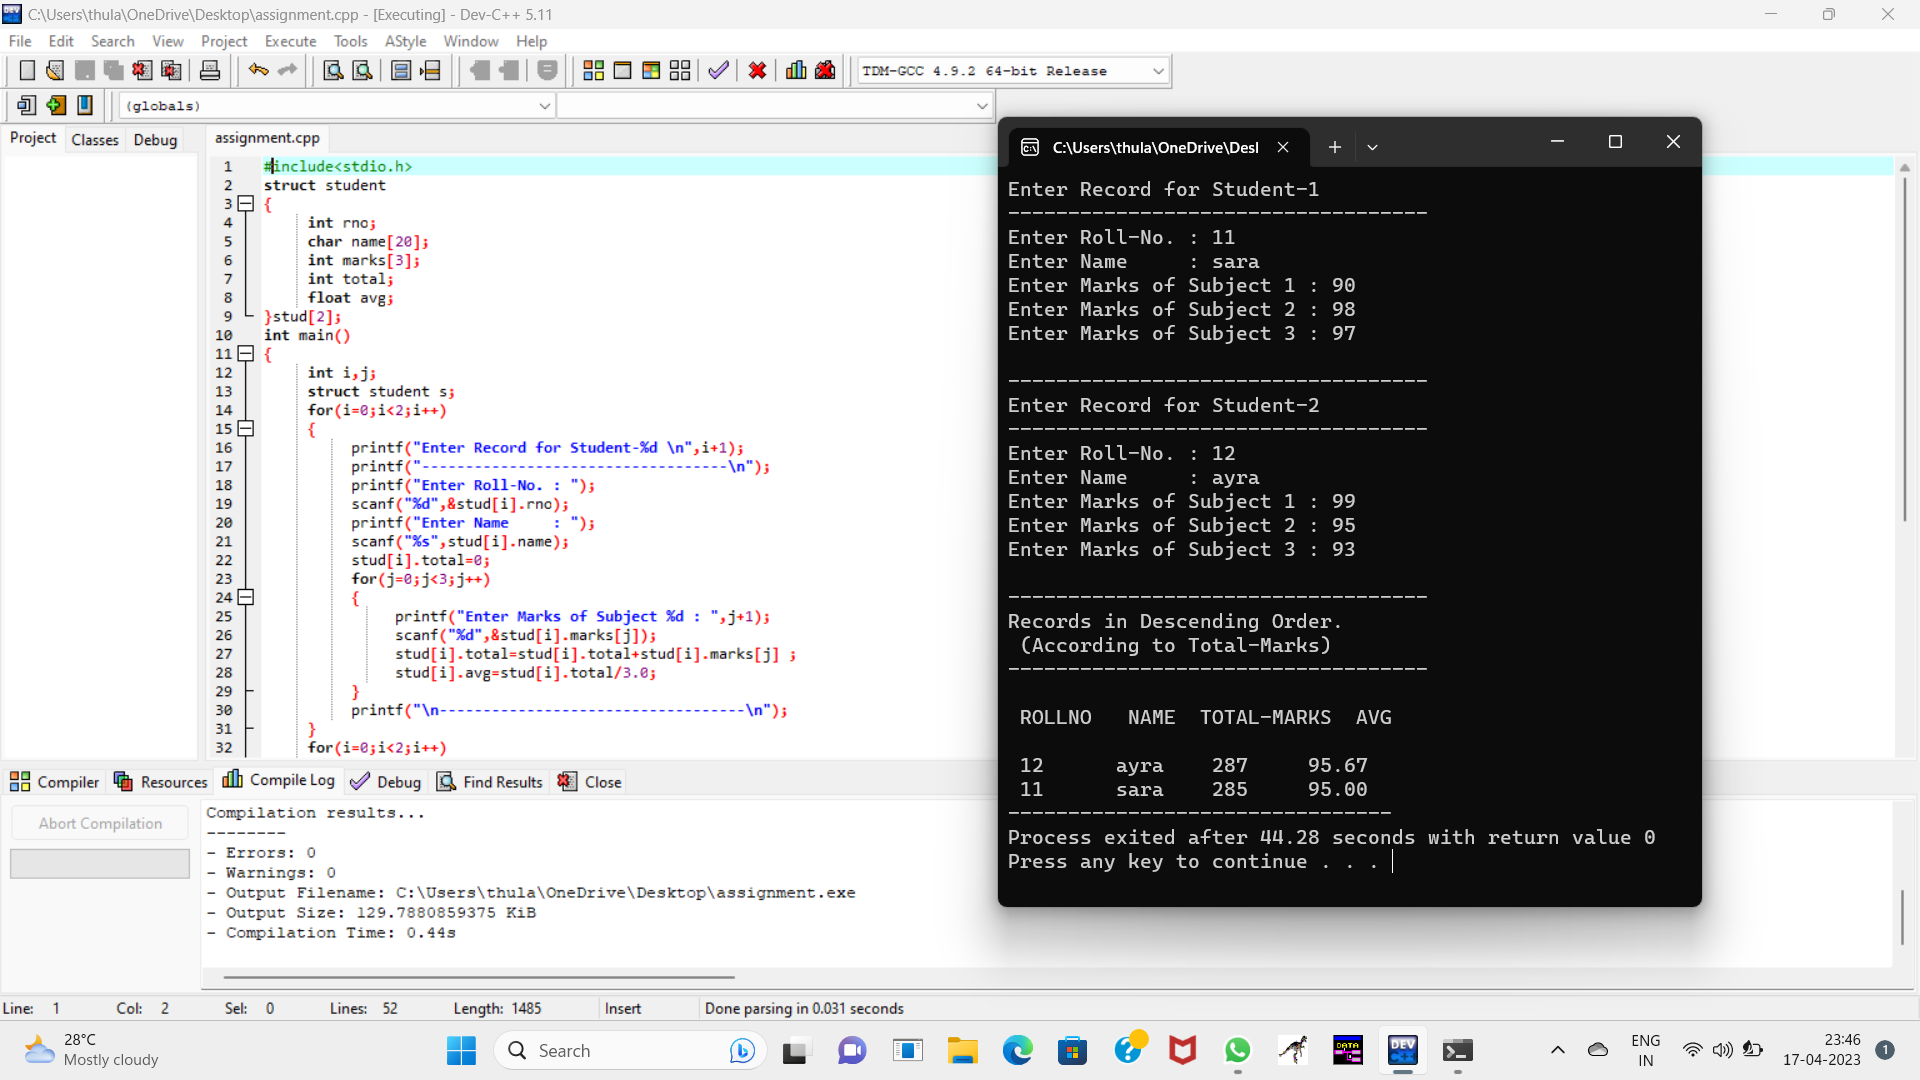 C:\Users\thula\OneDrive\Desktop\assignment.cpp - [Executing] - Dev-C++ 5.11
File Edit Search View Project Execute Tools AStyle Window Help
TDM-GCC 4.9.2 64-bit Release
(globals)
Project Classes Debug
assignment.cpp
1 #include<stdio.h>
2 struct student
3 {
4 int rno;
5 char name[20];
6 int marks[3];
7 int total;
8 float avg;
9 }stud[2];
10 int main()
11 {
12 int i,j;
13 struct student s;
14 for(i=0;i<2;i++)
15 {
16 printf("Enter Record for Student-%d \n",i+1);
17 printf("-----------------------------------\n");
18 printf("Enter Roll-No. : ");
19 scanf("%d",&stud[i].rno);
20 printf("Enter Name     : ");
21 scanf("%s",stud[i].name);
22 stud[i].total=0;
23 for(j=0;j<3;j++)
24 {
25 printf("Enter Marks of Subject %d : ",j+1);
26 scanf("%d",&stud[i].marks[j]);
27 stud[i].total=stud[i].total+stud[i].marks[j] ;
28 stud[i].avg=stud[i].total/3.0;
29 }
30 printf("\n-----------------------------------\n");
31 }
32 for(i=0;i<2;i++)
C:\Users\thula\OneDrive\Desl
Enter Record for Student-1
-----------------------------------
Enter Roll-No. : 11
Enter Name     : sara
Enter Marks of Subject 1 : 90
Enter Marks of Subject 2 : 98
Enter Marks of Subject 3 : 97
-----------------------------------
Enter Record for Student-2
-----------------------------------
Enter Roll-No. : 12
Enter Name     : ayra
Enter Marks of Subject 1 : 99
Enter Marks of Subject 2 : 95
Enter Marks of Subject 3 : 93
-----------------------------------
Records in Descending Order.
(According to Total-Marks)
-----------------------------------
ROLLNO   NAME  TOTAL-MARKS  AVG
12      ayra    287     95.67
11      sara    285     95.00
--------------------------------
Process exited after 44.28 seconds with return value 0
Press any key to continue . . .
Compiler Resources Compile Log Debug Find Results Close
Abort Compilation
Compilation results...
--------
- Errors: 0
- Warnings: 0
- Output Filename: C:\Users\thula\OneDrive\Desktop\assignment.exe
- Output Size: 129.7880859375 KiB
- Compilation Time: 0.44s
Line: 1 Col: 2 Sel: 0 Lines: 52 Length: 1485 Insert Done parsing in 0.031 seconds
28°C
Mostly cloudy
Search
DATA
DEV
C++
ENG
IN
23:46
17-04-2023
1